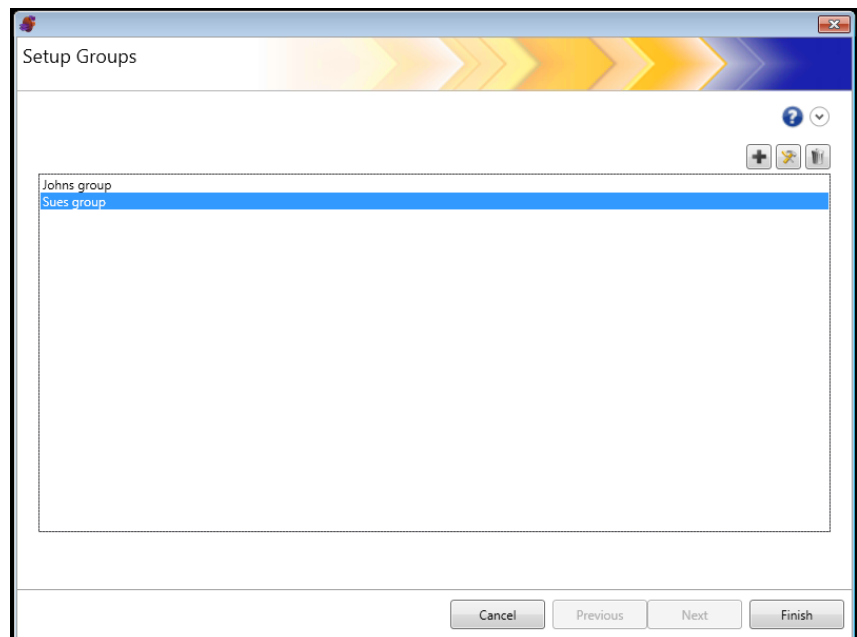 Setup Groups
?
Johns group
Sues group
Cancel Previous Next Finish